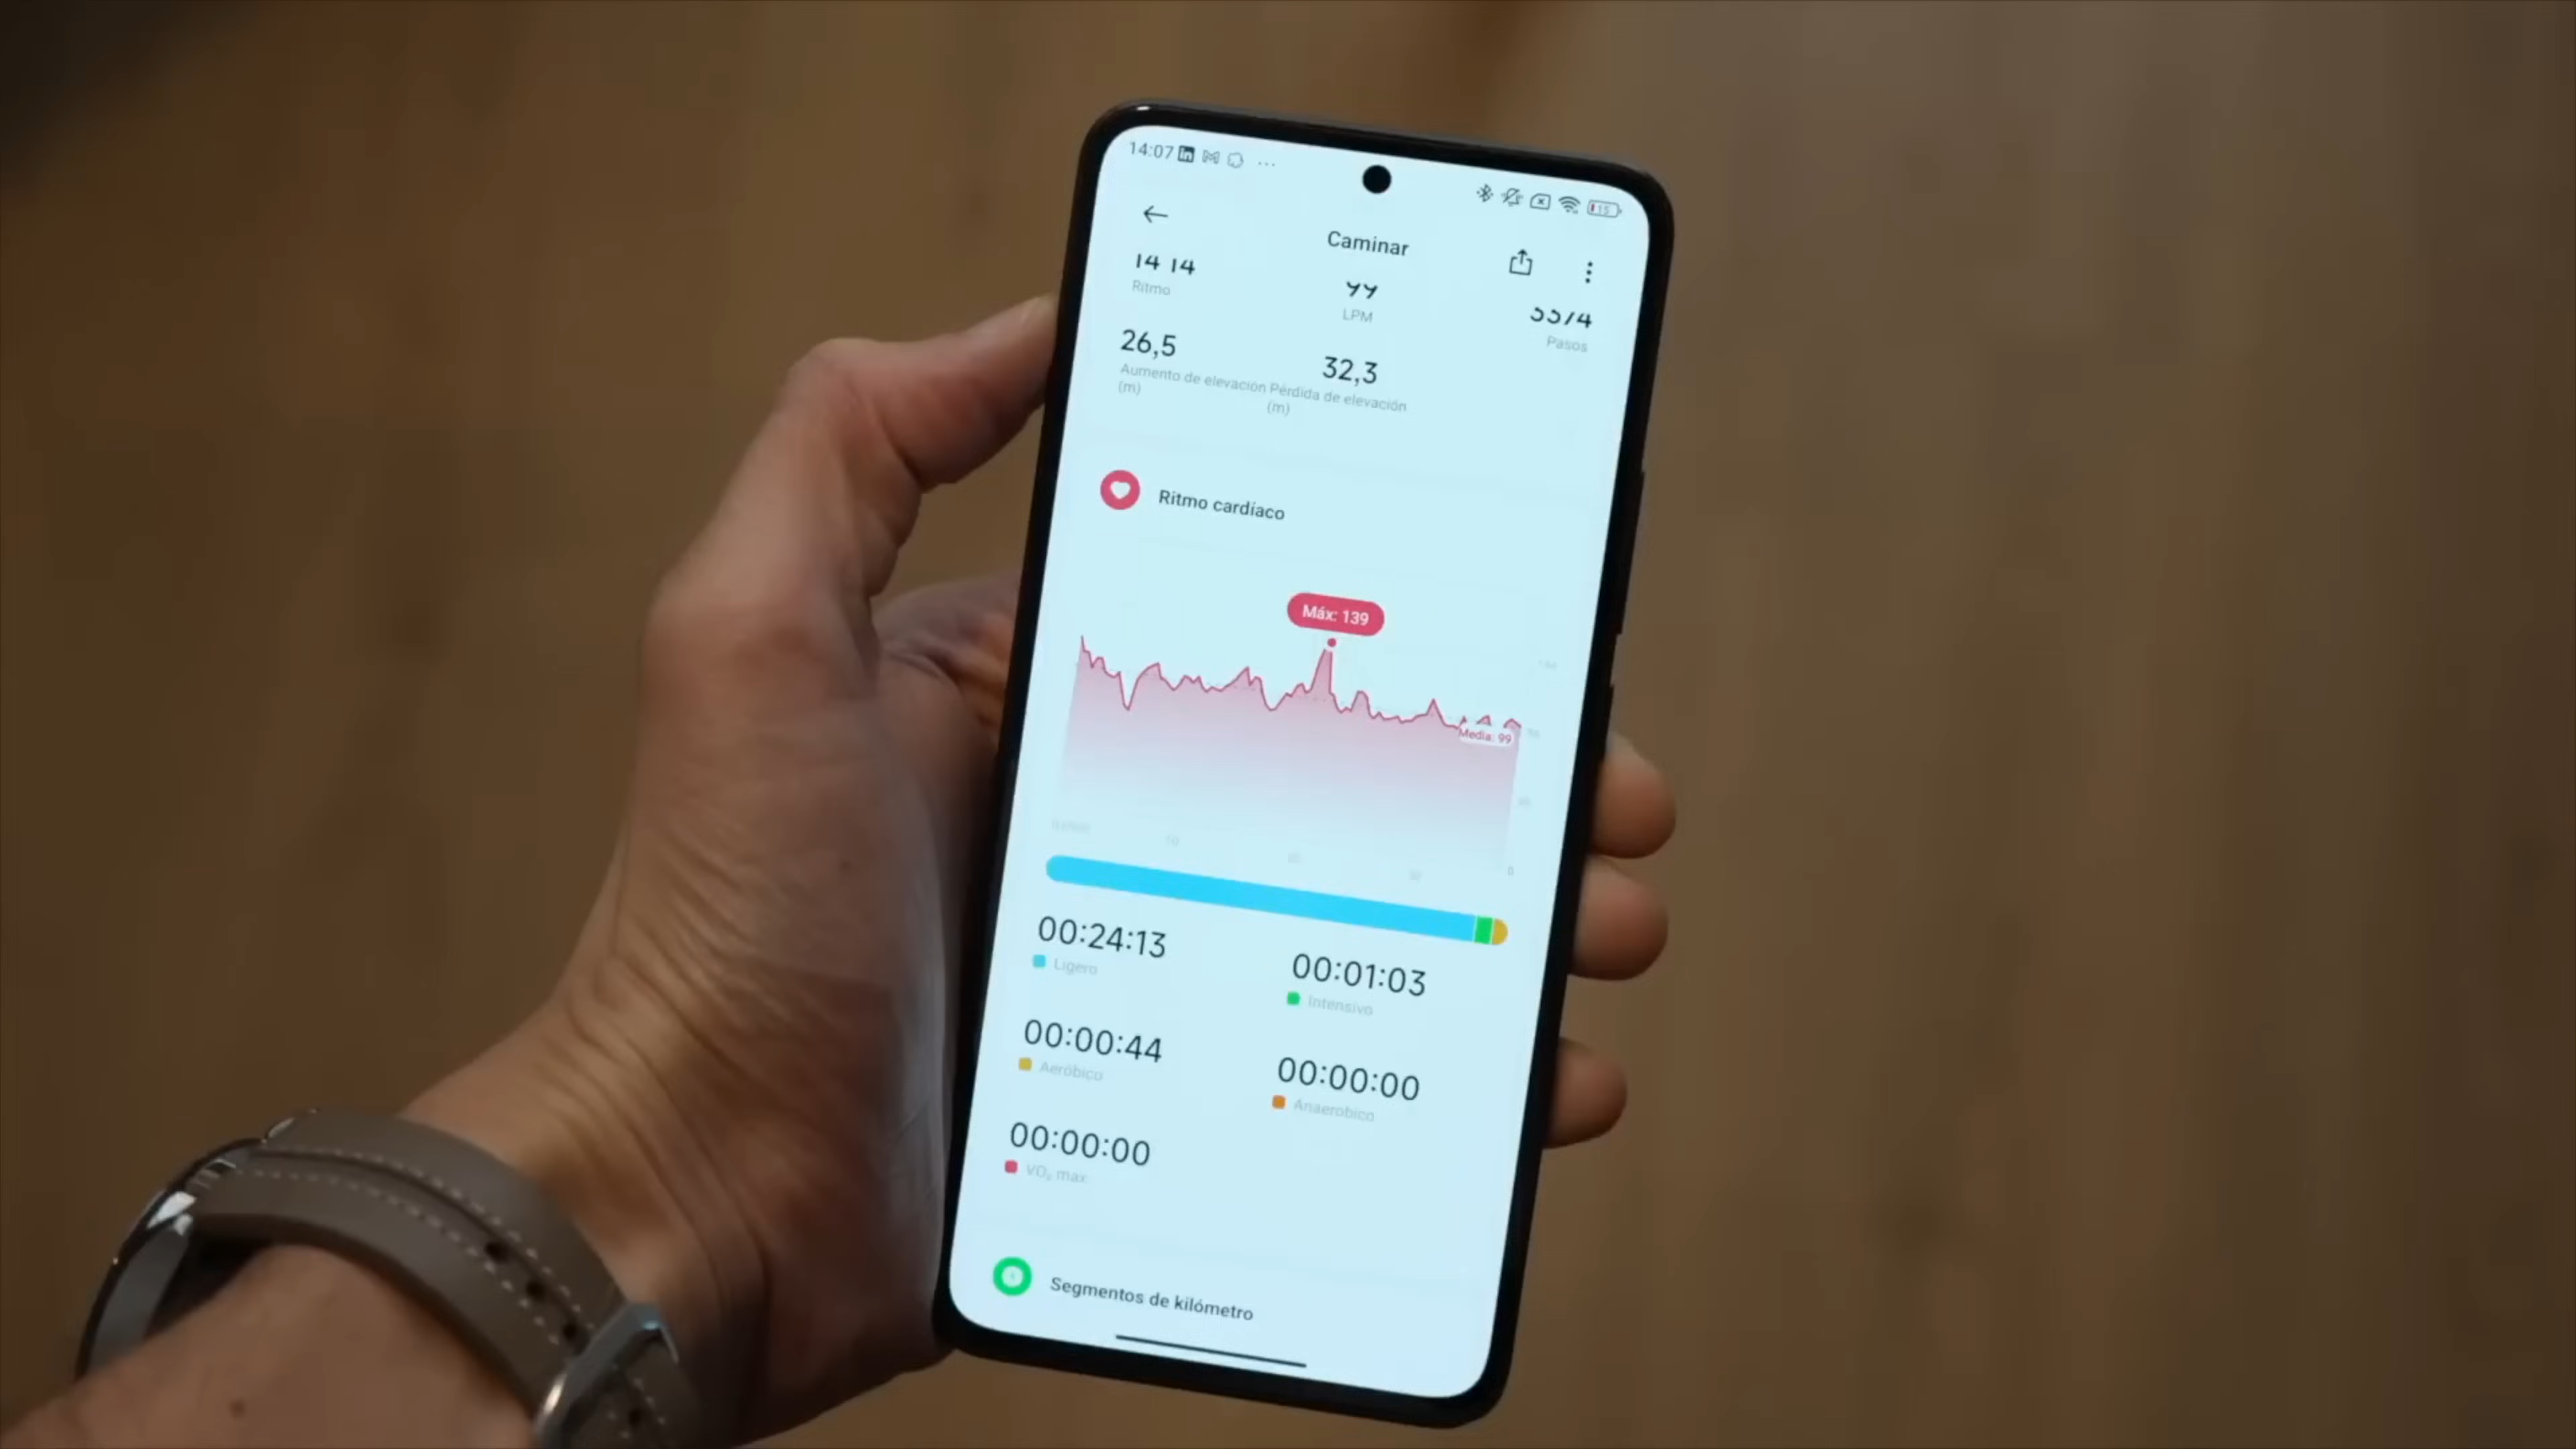 14:07
15
Caminar
Ritmo
LPM
Pasos
26,5
32,3
Aumento de elevación Pérdida de elevación
(m)
(m)
Ritmo cardíaco
Máx: 139
Media: 99
0
00:24:13
00:01:03
Ligero
Intensivo
00:00:44
00:00:00
Aeróbico
Anaeróbico
00:00:00
VO₂ max
Segmentos de kilómetro